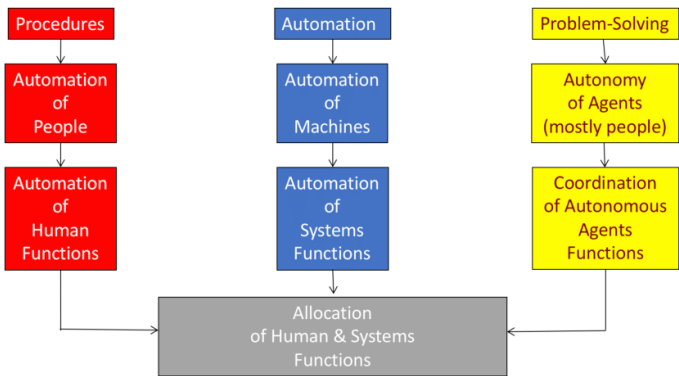 Procedures
Automation
of
People
Automation
of
Human
Functions
Automation
Automation
of
Machines
Automation
of
Systems
Functions
Problem-Solving
Autonomy
of Agents
(mostly people)
Coordination
of Autonomous
Agents
Functions
Allocation
of Human & Systems
Functions